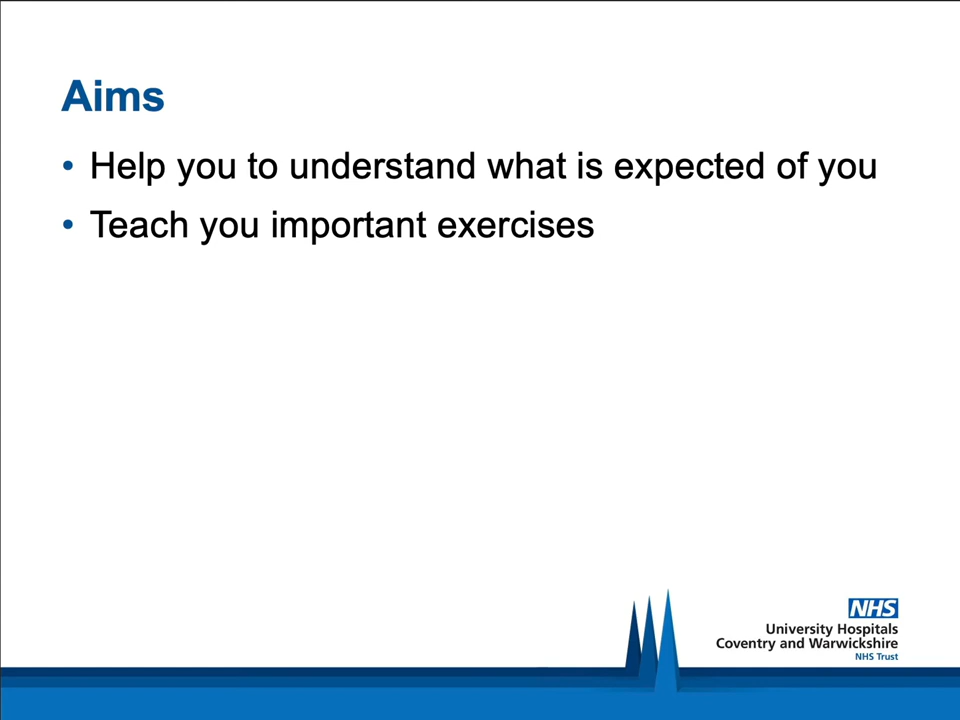 Aims
• Help you to understand what is expected of you
• Teach you important exercises
NHS
University Hospitals
Coventry and Warwickshire
NHS Trust